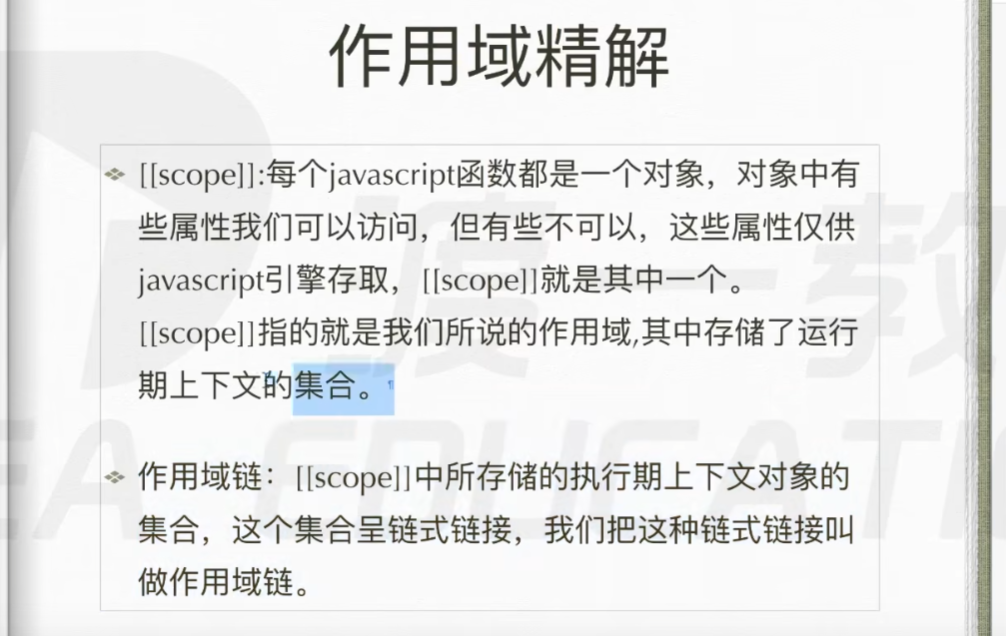 作用域精解
[[scope]]:每个javascript函数都是一个对象，对象中有
些属性我们可以访问，但有些不可以，这些属性仅供
javascript引擎存取，[[scope]]就是其中一个。
[[scope]]指的就是我们所说的作用域,其中存储了运行
期上下文的集合。
作用域链：[[scope]]中所存储的执行期上下文对象的
集合，这个集合呈链式链接，我们把这种链式链接叫
做作用域链。
度一教
EA EDUCATI